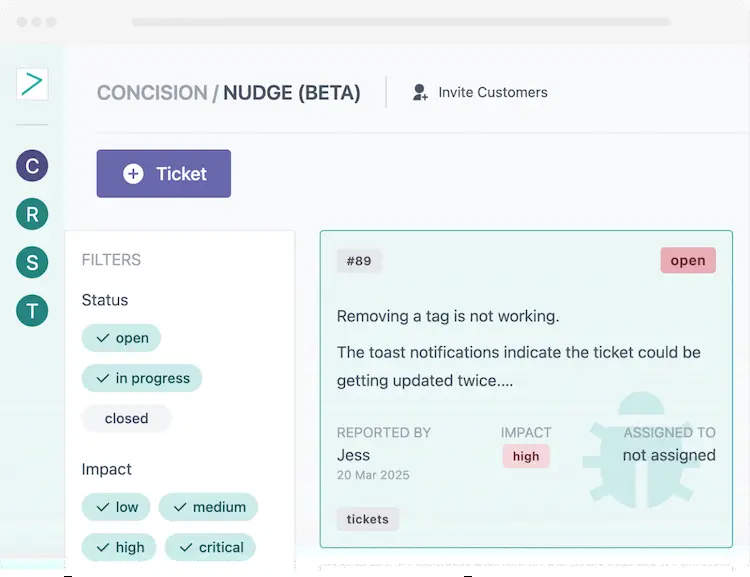 CONCISION / NUDGE (BETA)
Invite Customers
C
R
S
T
Ticket
FILTERS
Status
open
in progress
closed
Impact
low
medium
high
critical
#89
open
Removing a tag is not working.
The toast notifications indicate the ticket could be
getting updated twice....
REPORTED BY
Jess
20 Mar 2025
IMPACT
high
ASSIGNED TO
not assigned
tickets